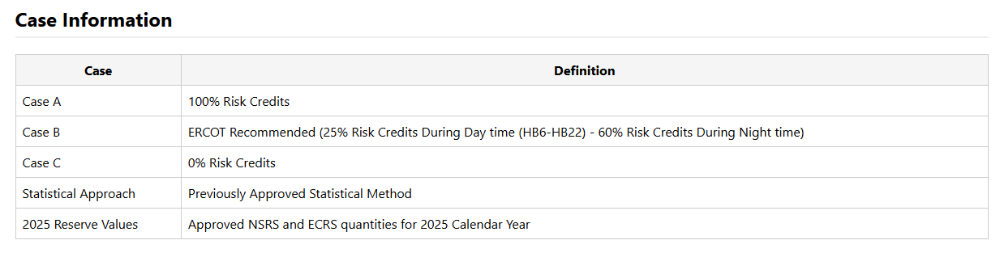 Case Information
Case Definition
Case A 100% Risk Credits
Case B ERCOT Recommended (25% Risk Credits During Day time (HB6-HB22) - 60% Risk Credits During Night time)
Case C 0% Risk Credits
Statistical Approach Previously Approved Statistical Method
2025 Reserve Values Approved NSRS and ECRS quantities for 2025 Calendar Year